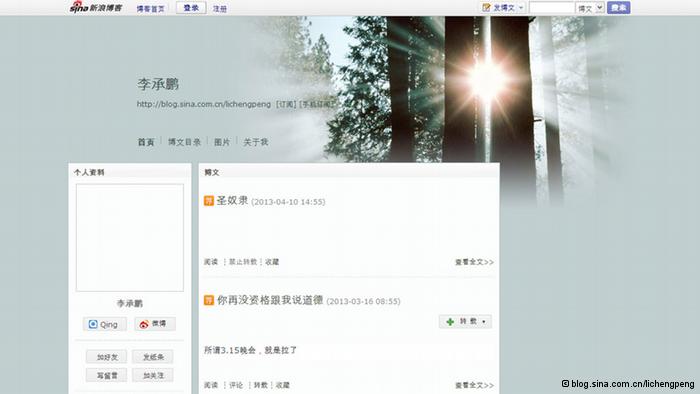 sina 新浪博客 博客首页 登录 注册 发博文 博文 搜索
李承鹏
http://blog.sina.com.cn/lichengpeng [订阅] [手机订阅]
首页 博文目录 图片 关于我
个人资料
李承鹏
Qing 微博
加好友 发纸条
写留言 加关注
博文
荐 圣奴隶 (2013-04-10 14:55)
阅读 ┆禁止转载┆收藏 查看全文>>
荐 你再没资格跟我说道德 (2013-03-16 08:55)
转载
所谓3.15晚会，就是拉了
阅读 ┆评论 ┆转载┆收藏 查看全文>>
© blog.sina.com.cn/lichengpeng